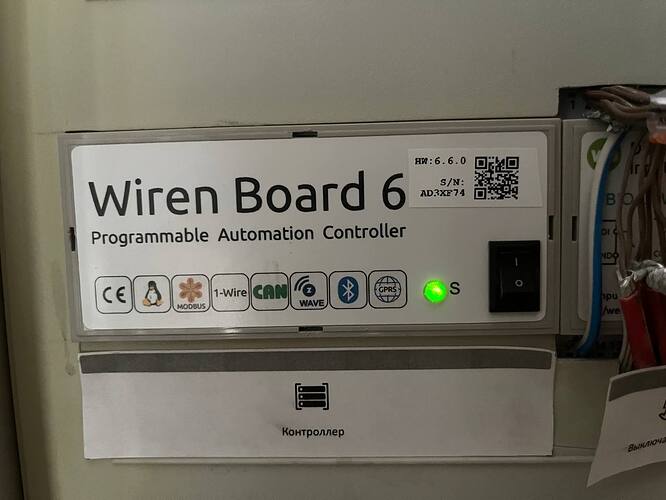 Wiren Board 6
HW:6.6.0
S/N:
AD3XF74
Programmable Automation Controller
CE
MODBUS
1-Wire
CAN
Z
WAVE
GPRS
S
I
O
Контроллер